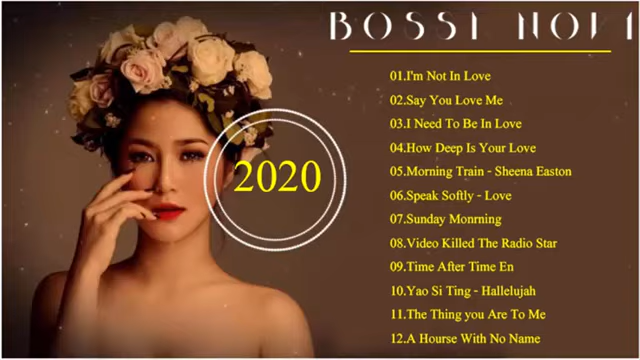 BOSSA NOVA
2020
01.I'm Not In Love
02.Say You Love Me
03.I Need To Be In Love
04.How Deep Is Your Love
05.Morning Train - Sheena Easton
06.Speak Softly - Love
07.Sunday Monrning
08.Video Killed The Radio Star
09.Time After Time En
10.Yao Si Ting - Hallelujah
11.The Thing you Are To Me
12.A Hourse With No Name